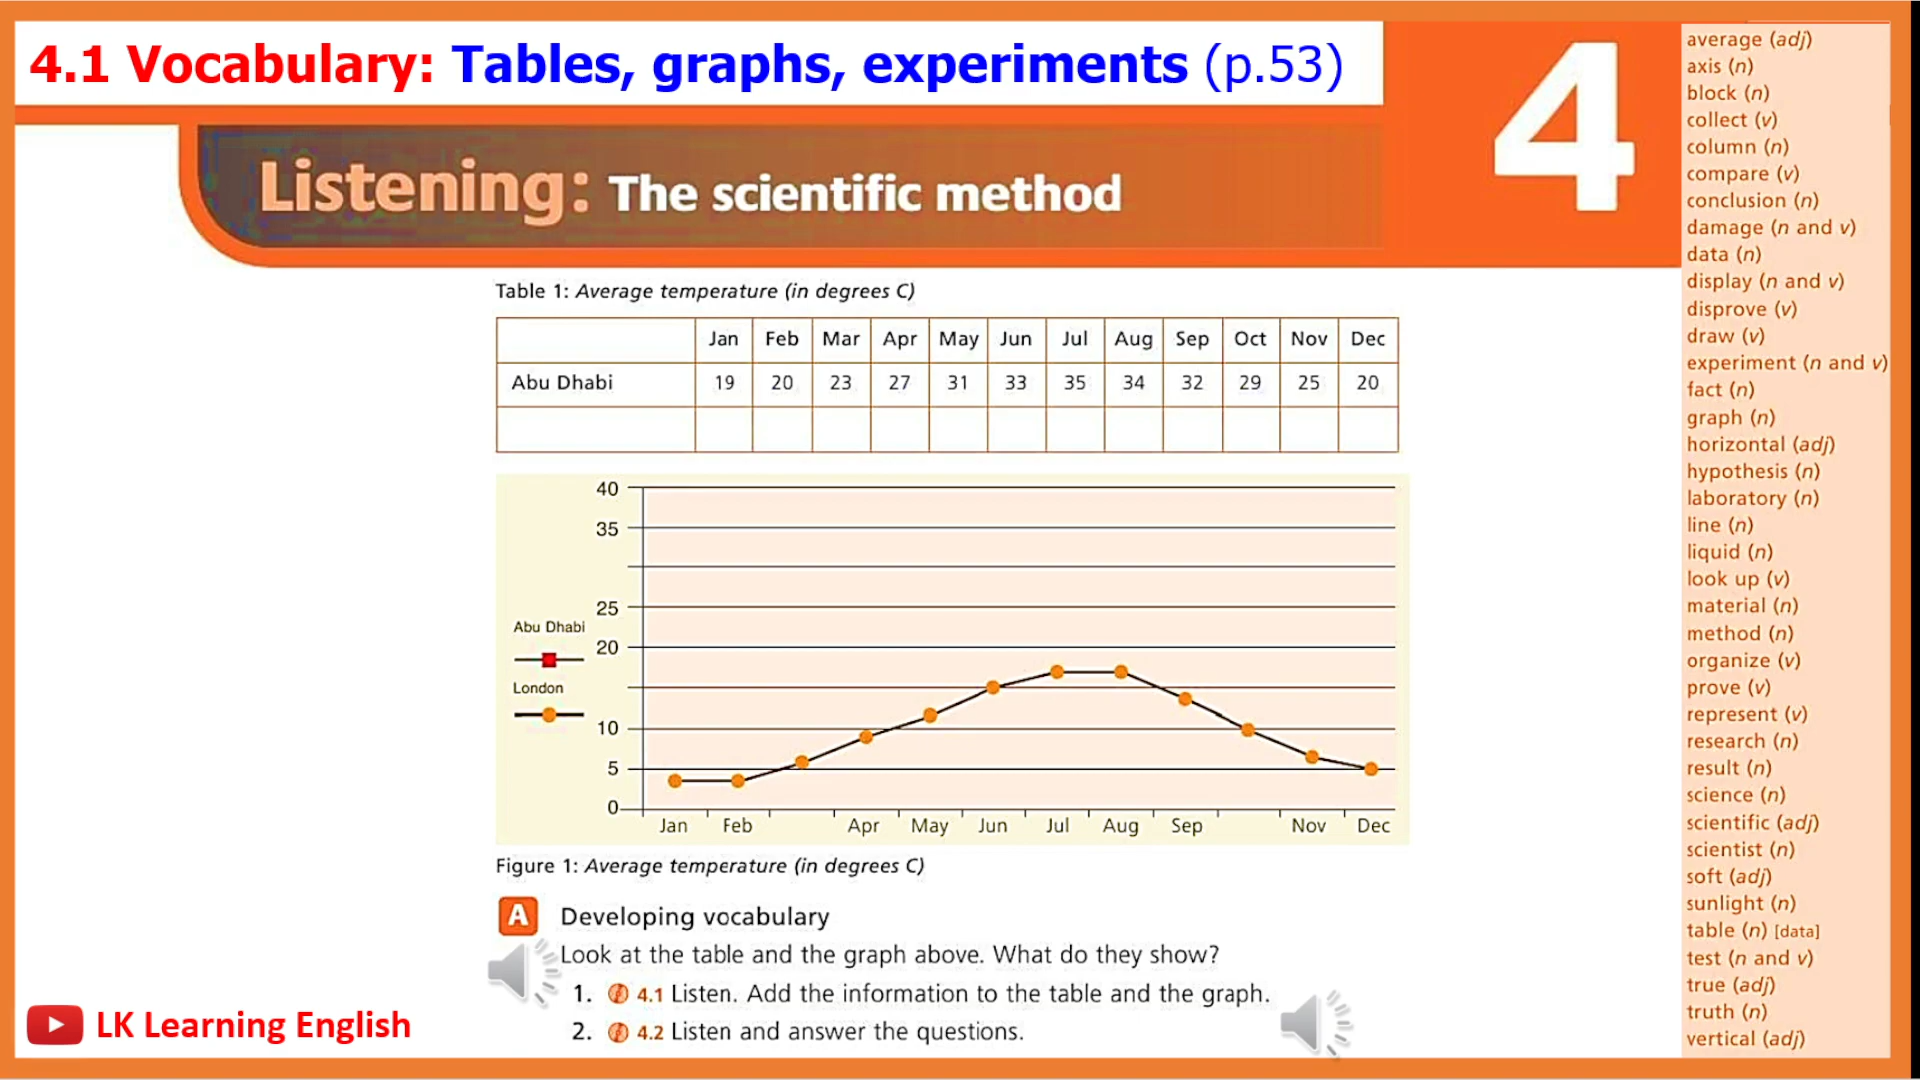 4.1 Vocabulary: Tables, graphs, experiments (p.53)
4
Listening: The scientific method
Table 1: Average temperature (in degrees C)
Jan Feb Mar Apr May Jun Jul Aug Sep Oct Nov Dec
Abu Dhabi 19 20 23 27 31 33 35 34 32 29 25 20
40
35
25
20
10
5
0
Abu Dhabi
London
Jan Feb Apr May Jun Jul Aug Sep Nov Dec
Figure 1: Average temperature (in degrees C)
A Developing vocabulary
Look at the table and the graph above. What do they show?
1. 4.1 Listen. Add the information to the table and the graph.
2. 4.2 Listen and answer the questions.
LK Learning English
average (adj)
axis (n)
block (n)
collect (v)
column (n)
compare (v)
conclusion (n)
damage (n and v)
data (n)
display (n and v)
disprove (v)
draw (v)
experiment (n and v)
fact (n)
graph (n)
horizontal (adj)
hypothesis (n)
laboratory (n)
line (n)
liquid (n)
look up (v)
material (n)
method (n)
organize (v)
prove (v)
represent (v)
research (n)
result (n)
science (n)
scientific (adj)
scientist (n)
soft (adj)
sunlight (n)
table (n) [data]
test (n and v)
true (adj)
truth (n)
vertical (adj)